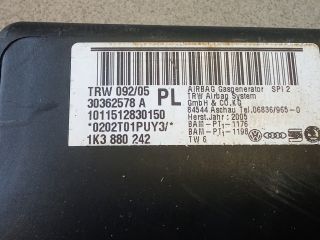 TRW 092/05
30362578 A
PL
1011512830150
*0202T01PUY3/*
1K3 880 242
AIRBAG Gasgenerator SPI 2
TRW Airbag System
GmbH & CO.KG
84544 Aschau Tel.06836/965-0
Herst.Jahr: 2005
BAM-PT1-1176
BAM-PT1-1198
TW 6